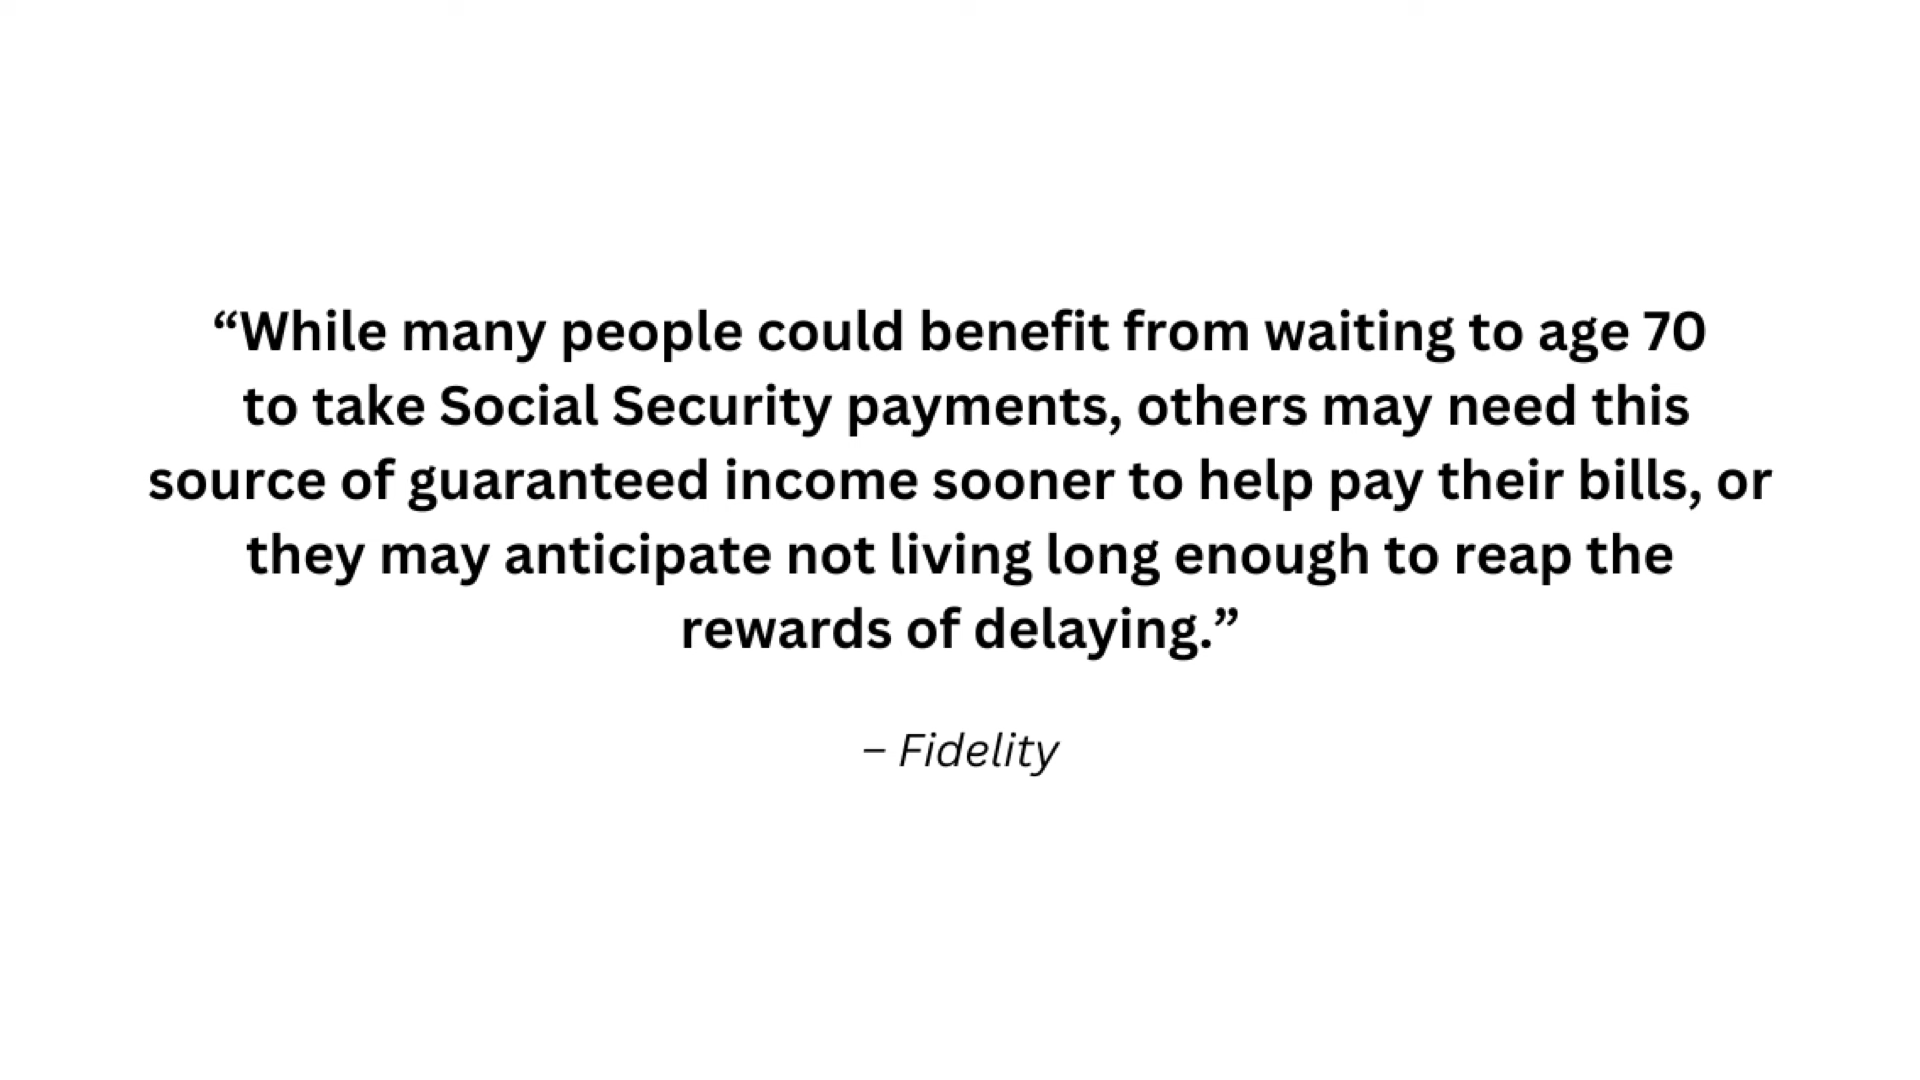 “While many people could benefit from waiting to age 70
to take Social Security payments, others may need this
source of guaranteed income sooner to help pay their bills, or
they may anticipate not living long enough to reap the
rewards of delaying.”
– Fidelity